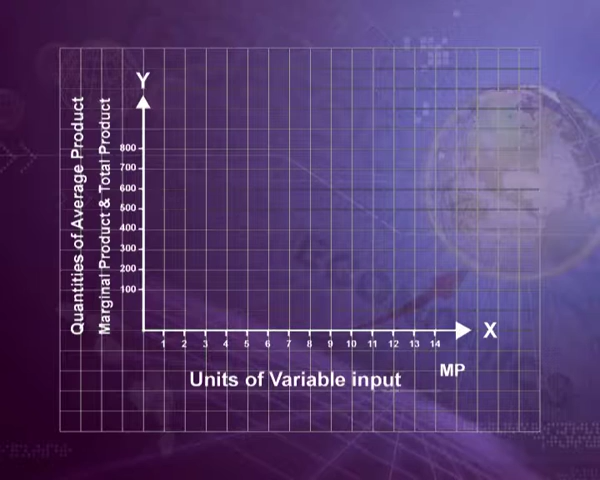 Y
Quantities of Average Product
Marginal Product & Total Product
800
700
600
500
400
300
200
100
X
1 2 3 4 5 6 7 8 9 10 11 12 13 14
MP
Units of Variable input